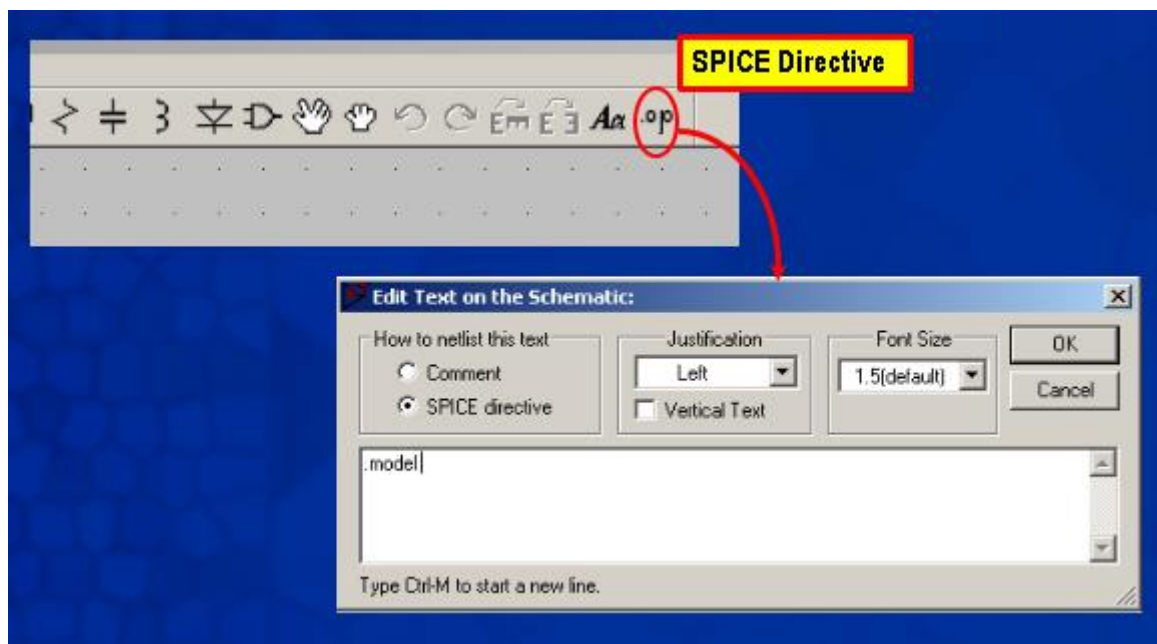 SPICE Directive
Aa .op
Edit Text on the Schematic:
How to netlist this text
Comment
SPICE directive
Justification
Left
Vertical Text
Font Size
1.5(default)
OK
Cancel
.model
Type Ctrl-M to start a new line.